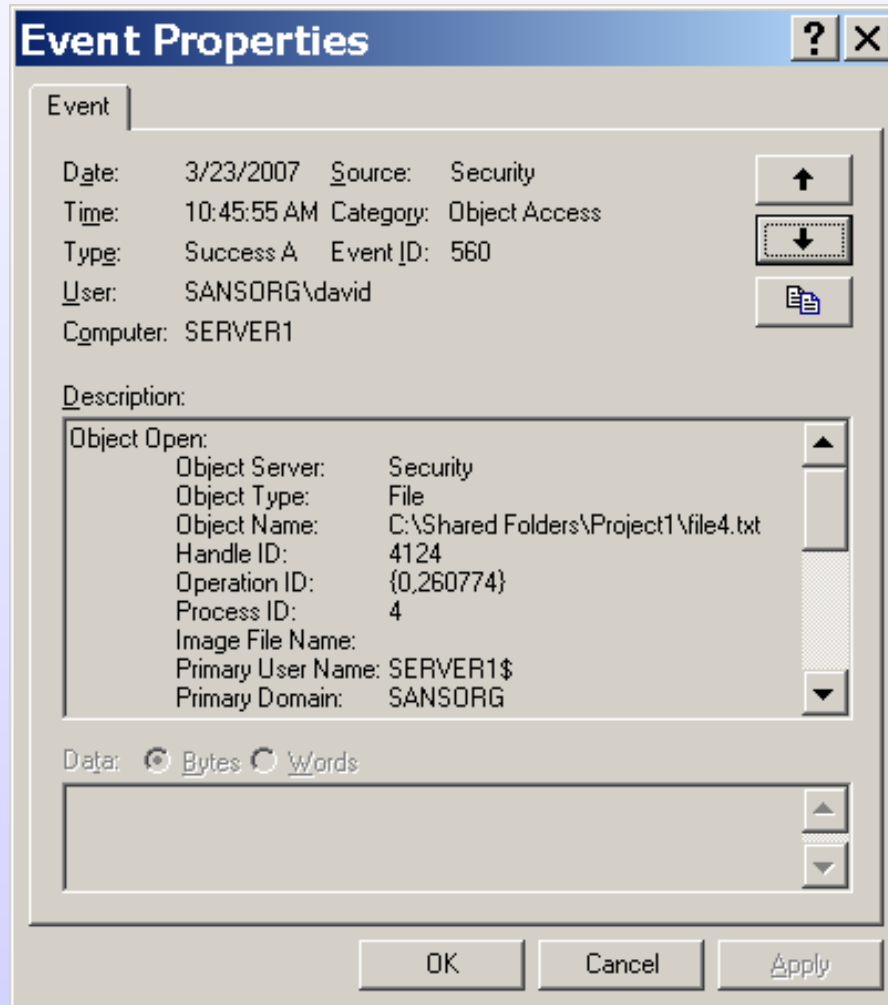 Event Properties
Event
Date: 3/23/2007 Source: Security
Time: 10:45:55 AM Category: Object Access
Type: Success A Event ID: 560
User: SANSORG\david
Computer: SERVER1
Description:
Object Open:
Object Server: Security
Object Type: File
Object Name: C:\Shared Folders\Project1\file4.txt
Handle ID: 4124
Operation ID: {0,260774}
Process ID: 4
Image File Name:
Primary User Name: SERVER1$
Primary Domain: SANSORG
Data: Bytes Words
OK Cancel Apply